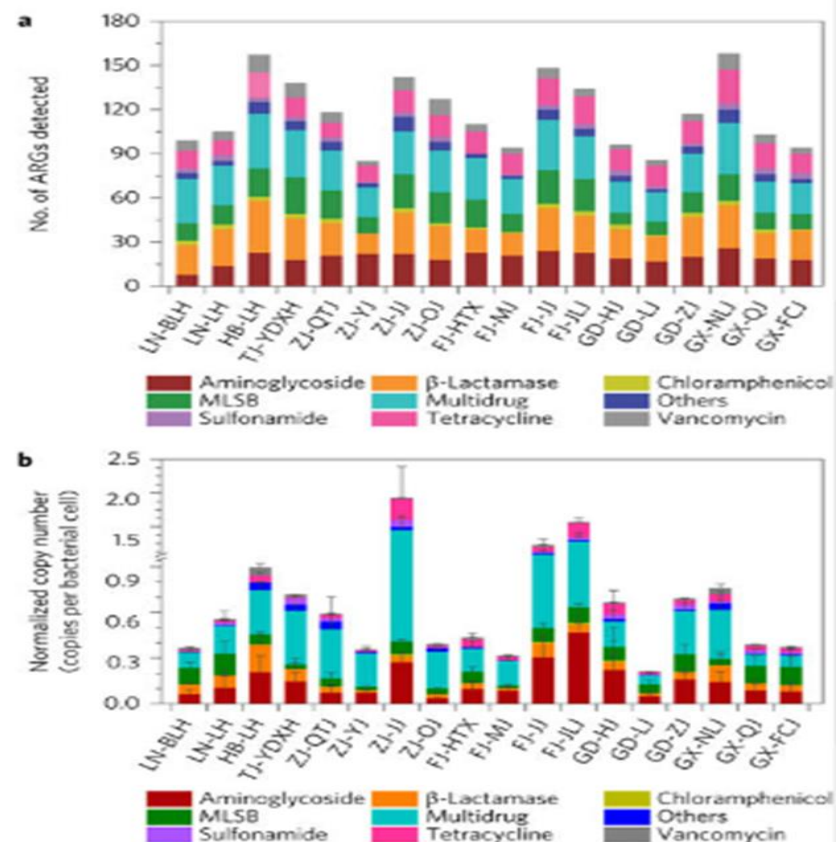 a
No. of ARGs detected
180
150
120
90
60
30
0
LN-BLH LN-LH HB-LH TJ-YDXH ZJ-QTJ ZJ-YJ ZJ-JJ ZJ-OJ FJ-HTX FJ-MJ FJ-JJ FJ-JLJ GD-HJ GD-LJ GD-ZJ GX-NLJ GX-QJ GX-FCJ
Aminoglycoside β-Lactamase Chloramphenicol
MLSB Multidrug Others
Sulfonamide Tetracycline Vancomycin
b
Normalized copy number
(copies per bacterial cell)
2.5
2.0
1.5
0.9
0.6
0.3
0.0
LN-BLH LN-LH HB-LH TJ-YDXH ZJ-QTJ ZJ-YJ ZJ-JJ ZJ-OJ FJ-HTX FJ-MJ FJ-JJ FJ-JLJ GD-HJ GD-LJ GD-ZJ GX-NLJ GX-QJ GX-FCJ
Aminoglycoside β-Lactamase Chloramphenicol
MLSB Multidrug Others
Sulfonamide Tetracycline Vancomycin